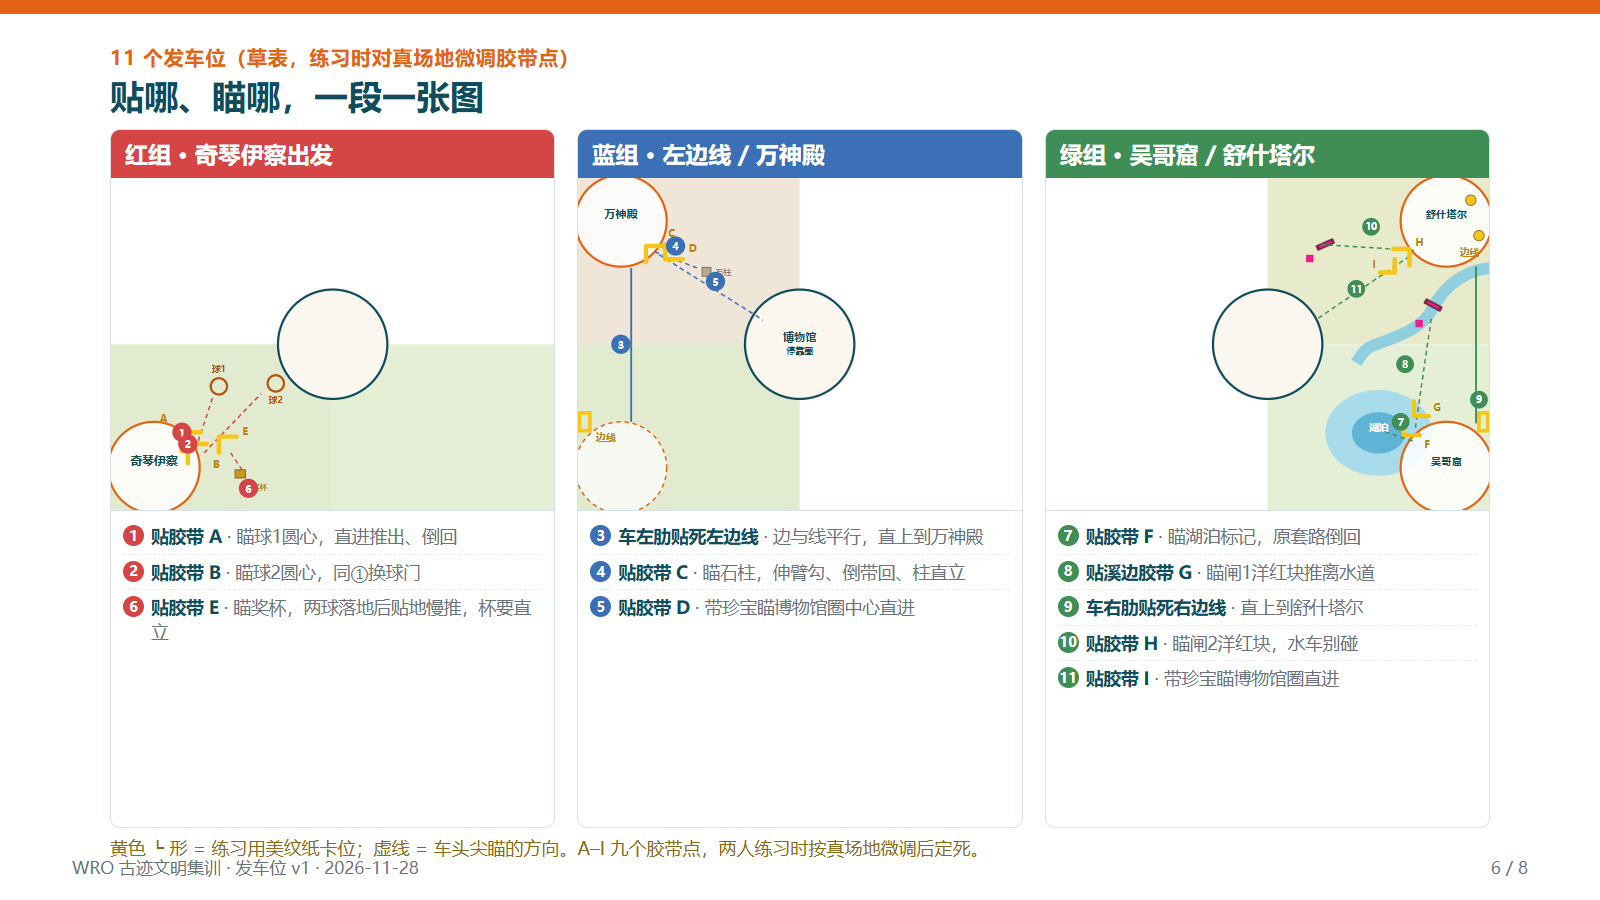 11 个发车位（草表，练习时对真场地微调胶带点）
贴哪、瞄哪，一段一张图
红组 · 奇琴伊察出发
球1
球2
A
1
2
E
B
奇琴伊察
6
杯
1 贴胶带 A · 瞄球1圆心，直进推出、倒回
2 贴胶带 B · 瞄球2圆心，同①换球门
6 贴胶带 E · 瞄奖杯，两球落地后贴地慢推，杯要直
立
蓝组 · 左边线 / 万神殿
万神殿
C
4
D
石柱
5
3
博物馆
停靠圈
边线
3 车左肋贴死左边线 · 边与线平行，直上到万神殿
4 贴胶带 C · 瞄石柱，伸臂勾、倒带回、柱直立
5 贴胶带 D · 带珍宝瞄博物馆圈中心直进
绿组 · 吴哥窟 / 舒什塔尔
舒什塔尔
10
H
边线
I
11
8
9
G
7
湖泊
F
吴哥窟
7 贴胶带 F · 瞄湖泊标记，原套路倒回
8 贴溪边胶带 G · 瞄闸1洋红块推离水道
9 车右肋贴死右边线 · 直上到舒什塔尔
10 贴胶带 H · 瞄闸2洋红块，水车别碰
11 贴胶带 I · 带珍宝瞄博物馆圈直进
黄色 ┗ 形 = 练习用美纹纸卡位；虚线 = 车头尖瞄的方向。A–I 九个胶带点，两人练习时按真场地微调后定死。
WRO 古迹文明集训 · 发车位 v1 · 2026-11-28
6 / 8